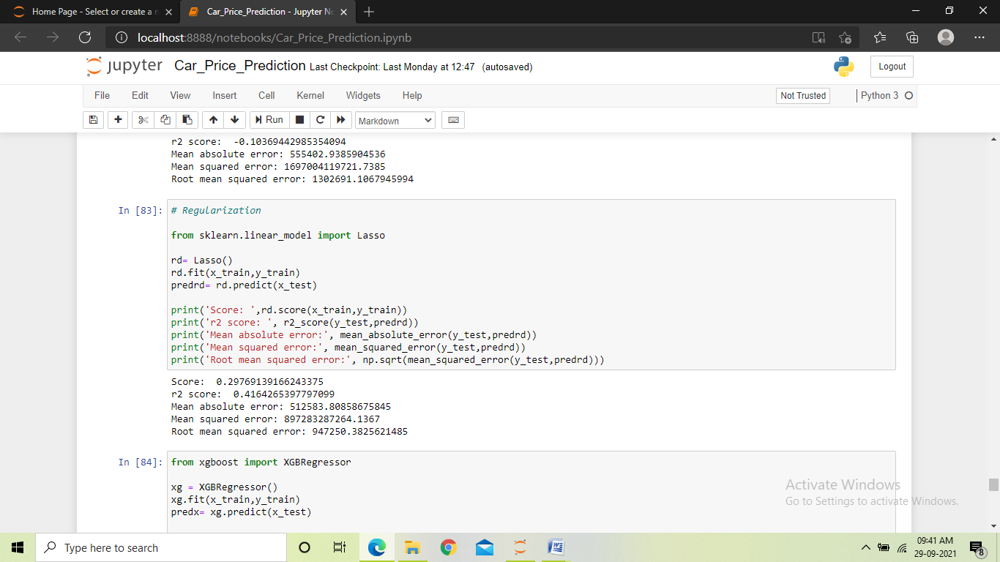 Home Page - Select or create a n
Car_Price_Prediction - Jupyter No
localhost:8888/notebooks/Car_Price_Prediction.ipynb
jupyter Car_Price_Prediction Last Checkpoint: Last Monday at 12:47 (autosaved)
Logout
File Edit View Insert Cell Kernel Widgets Help
Not Trusted
Python 3
Run
Markdown
r2 score:  -0.10369442985354094
Mean absolute error: 555402.9385904536
Mean squared error: 1697004119721.7385
Root mean squared error: 1302691.1067945994
In [83]: # Regularization
from sklearn.linear_model import Lasso
rd= Lasso()
rd.fit(x_train,y_train)
predrd= rd.predict(x_test)
print('Score: ',rd.score(x_train,y_train))
print('r2 score: ', r2_score(y_test,predrd))
print('Mean absolute error:', mean_absolute_error(y_test,predrd))
print('Mean squared error:', mean_squared_error(y_test,predrd))
print('Root mean squared error:', np.sqrt(mean_squared_error(y_test,predrd)))
Score:  0.29769139166243375
r2 score:  0.4164265397797099
Mean absolute error: 512583.80858675845
Mean squared error: 897283287264.1367
Root mean squared error: 947250.3825621485
In [84]: from xgboost import XGBRegressor
xg = XGBRegressor()
xg.fit(x_train,y_train)
predx= xg.predict(x_test)
Activate Windows
Go to Settings to activate Windows.
Type here to search
09:41 AM
29-09-2021
8